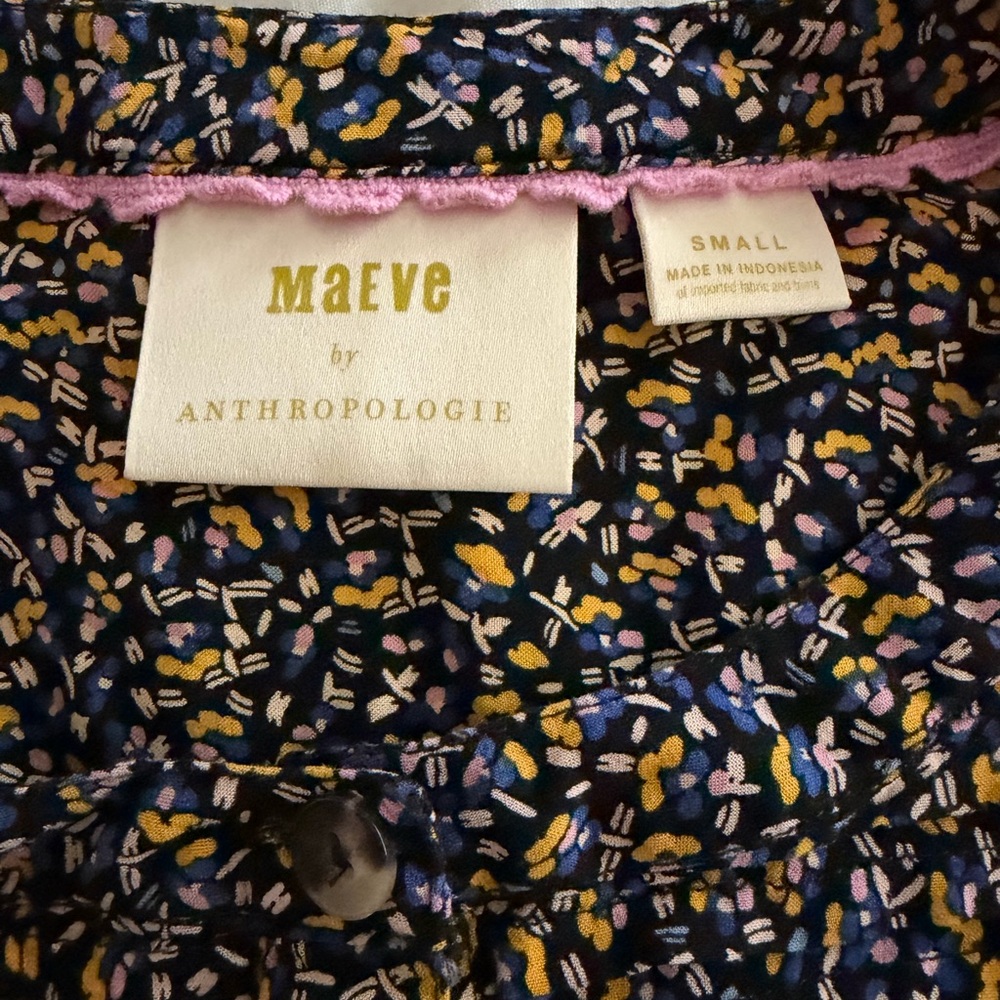 MaEve
by
ANTHROPOLOGIE
SMALL
MADE IN INDONESIA
of imported fabric and trims